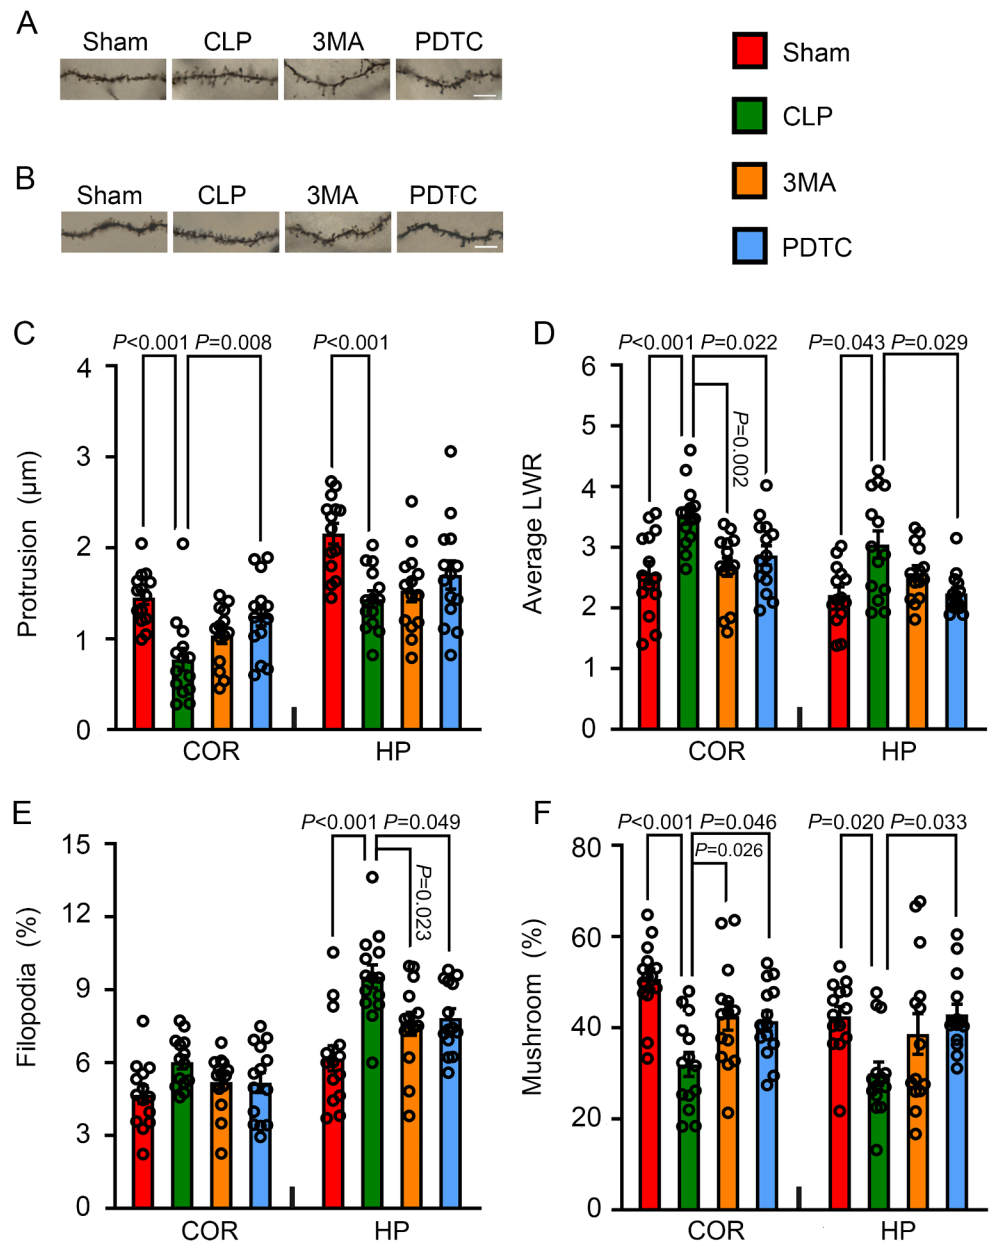 A
Sham CLP 3MA PDTC
Sham
CLP
3MA
PDTC
B
Sham CLP 3MA PDTC
C
P<0.001 P=0.008 P<0.001
Protrusion (μm)
4
3
2
1
0
COR HP
D
P<0.001 P=0.022 P=0.043 P=0.029
P=0.002
Average LWR
6
5
4
3
2
1
0
COR HP
E
P<0.001 P=0.049
P=0.023
Filopodia (%)
15
12
9
6
3
0
COR HP
F
P<0.001 P=0.046 P=0.020 P=0.033
P=0.026
Mushroom (%)
80
60
40
20
0
COR HP